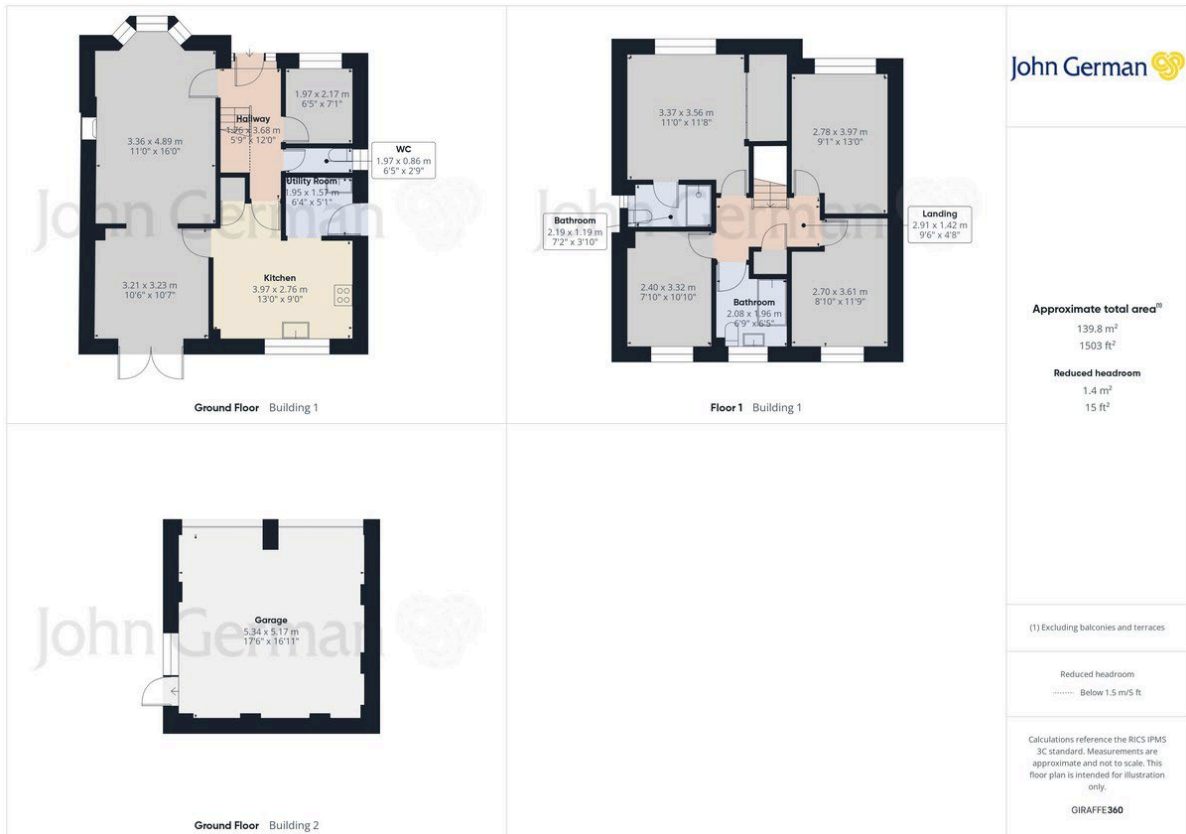 3.36 x 4.89 m
11'0" x 16'0"
Hallway
5'9" x 12'0"
1.97 x 2.17 m
6'5" x 7'1"
WC
1.97 x 0.86 m
6'5" x 2'9"
Utility Room
1.95 x 1.57 m
6'4" x 5'1"
3.21 x 3.23 m
10'6" x 10'7"
Kitchen
3.97 x 2.76 m
13'0" x 9'0"
John German
Ground Floor Building 1
3.37 x 3.56 m
11'0" x 11'8"
2.78 x 3.97 m
9'1" x 13'0"
Bathroom
2.19 x 1.19 m
7'2" x 3'10"
Landing
2.91 x 1.42 m
9'6" x 4'8"
2.40 x 3.32 m
7'10" x 10'10"
Bathroom
2.08 x 1.96 m
6'9" x 6'5"
2.70 x 3.61 m
8'10" x 11'9"
John German
Floor 1 Building 1
Garage
5.34 x 5.17 m
17'6" x 16'11"
John German
Ground Floor Building 2
John German
Approximate total area(1)
139.8 m²
1503 ft²
Reduced headroom
1.4 m²
15 ft²
(1) Excluding balconies and terraces
Reduced headroom
Below 1.5 m/5 ft
Calculations reference the RICS IPMS
3C standard. Measurements are
approximate and not to scale. This
floor plan is intended for illustration
only.
GIRAFFE360